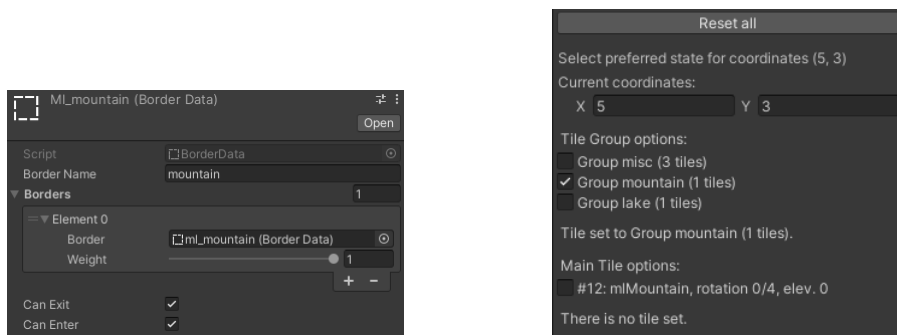 Ml_mountain (Border Data)
Open
Script BorderData
Border Name mountain
Borders 1
Element 0
Border ml_mountain (Border Data)
Weight 1
+ -
Can Exit
Can Enter
Reset all
Select preferred state for coordinates (5, 3)
Current coordinates:
X 5 Y 3
Tile Group options:
Group misc (3 tiles)
Group mountain (1 tiles)
Group lake (1 tiles)
Tile set to Group mountain (1 tiles).
Main Tile options:
#12: mlMountain, rotation 0/4, elev. 0
There is no tile set.